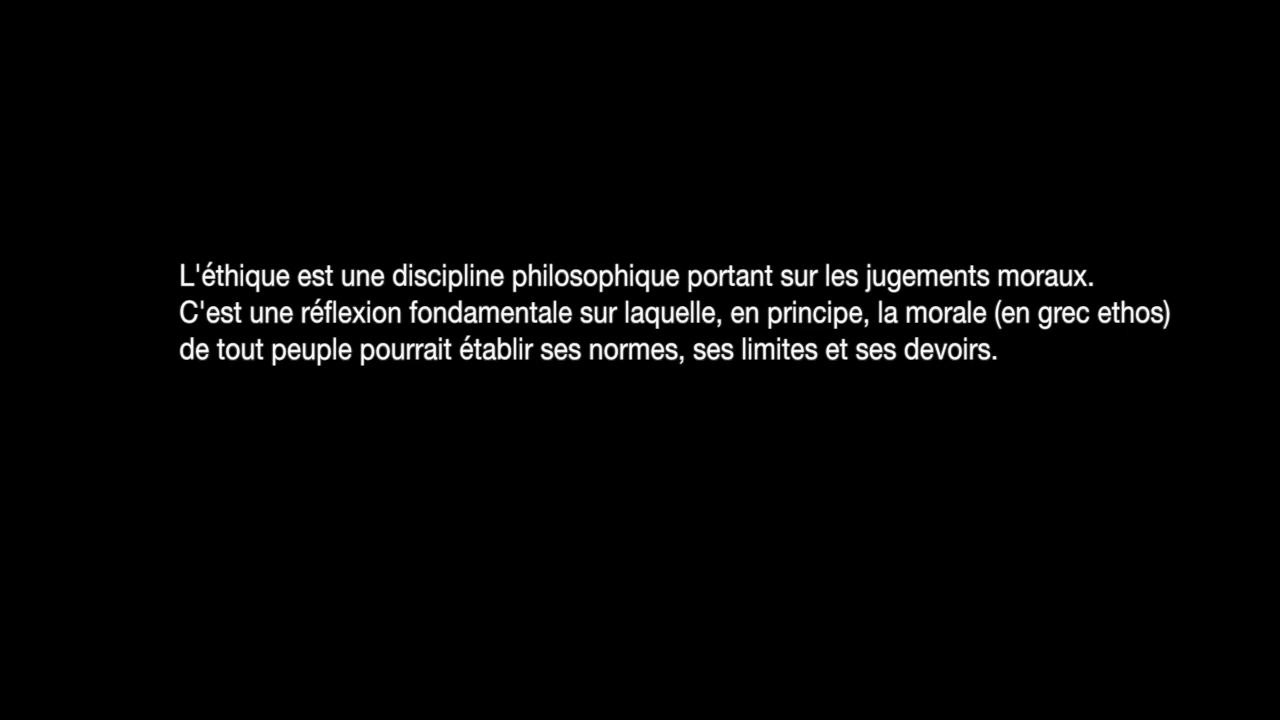 L'éthique est une discipline philosophique portant sur les jugements moraux.
C'est une réflexion fondamentale sur laquelle, en principe, la morale (en grec ethos)
de tout peuple pourrait établir ses normes, ses limites et ses devoirs.